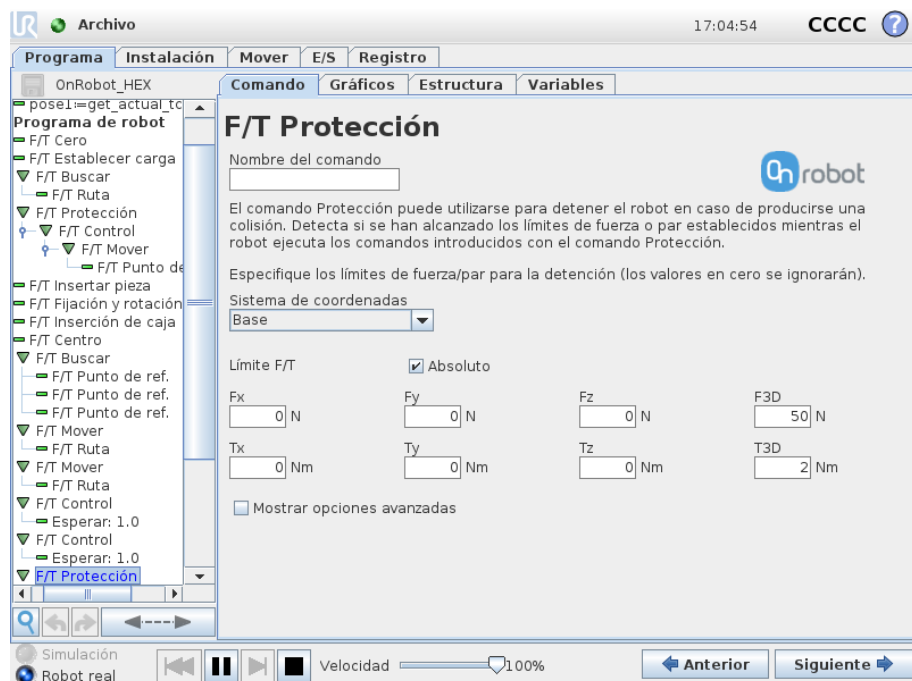 Archivo
17:04:54
CCCC
?
Programa Instalación Mover E/S Registro
OnRobot_HEX
Comando Gráficos Estructura Variables
pose1:=get_actual_tc
Programa de robot
F/T Cero
F/T Establecer carga
F/T Buscar
F/T Ruta
F/T Protección
F/T Control
F/T Mover
F/T Punto de
F/T Insertar pieza
F/T Fijación y rotación
F/T Inserción de caja
F/T Centro
F/T Buscar
F/T Punto de ref.
F/T Punto de ref.
F/T Punto de ref.
F/T Mover
F/T Ruta
F/T Mover
F/T Ruta
F/T Control
Esperar: 1.0
F/T Control
Esperar: 1.0
F/T Protección
F/T Protección
Nombre del comando
On robot
El comando Protección puede utilizarse para detener el robot en caso de producirse una
colisión. Detecta si se han alcanzado los límites de fuerza o par establecidos mientras el
robot ejecuta los comandos introducidos con el comando Protección.
Especifique los límites de fuerza/par para la detención (los valores en cero se ignorarán).
Sistema de coordenadas
Base
Límite F/T Absoluto
Fx Fy Fz F3D
0 N 0 N 0 N 50 N
Tx Ty Tz T3D
0 Nm 0 Nm 0 Nm 2 Nm
Mostrar opciones avanzadas
Simulación
Robot real
Velocidad 100%
Anterior
Siguiente